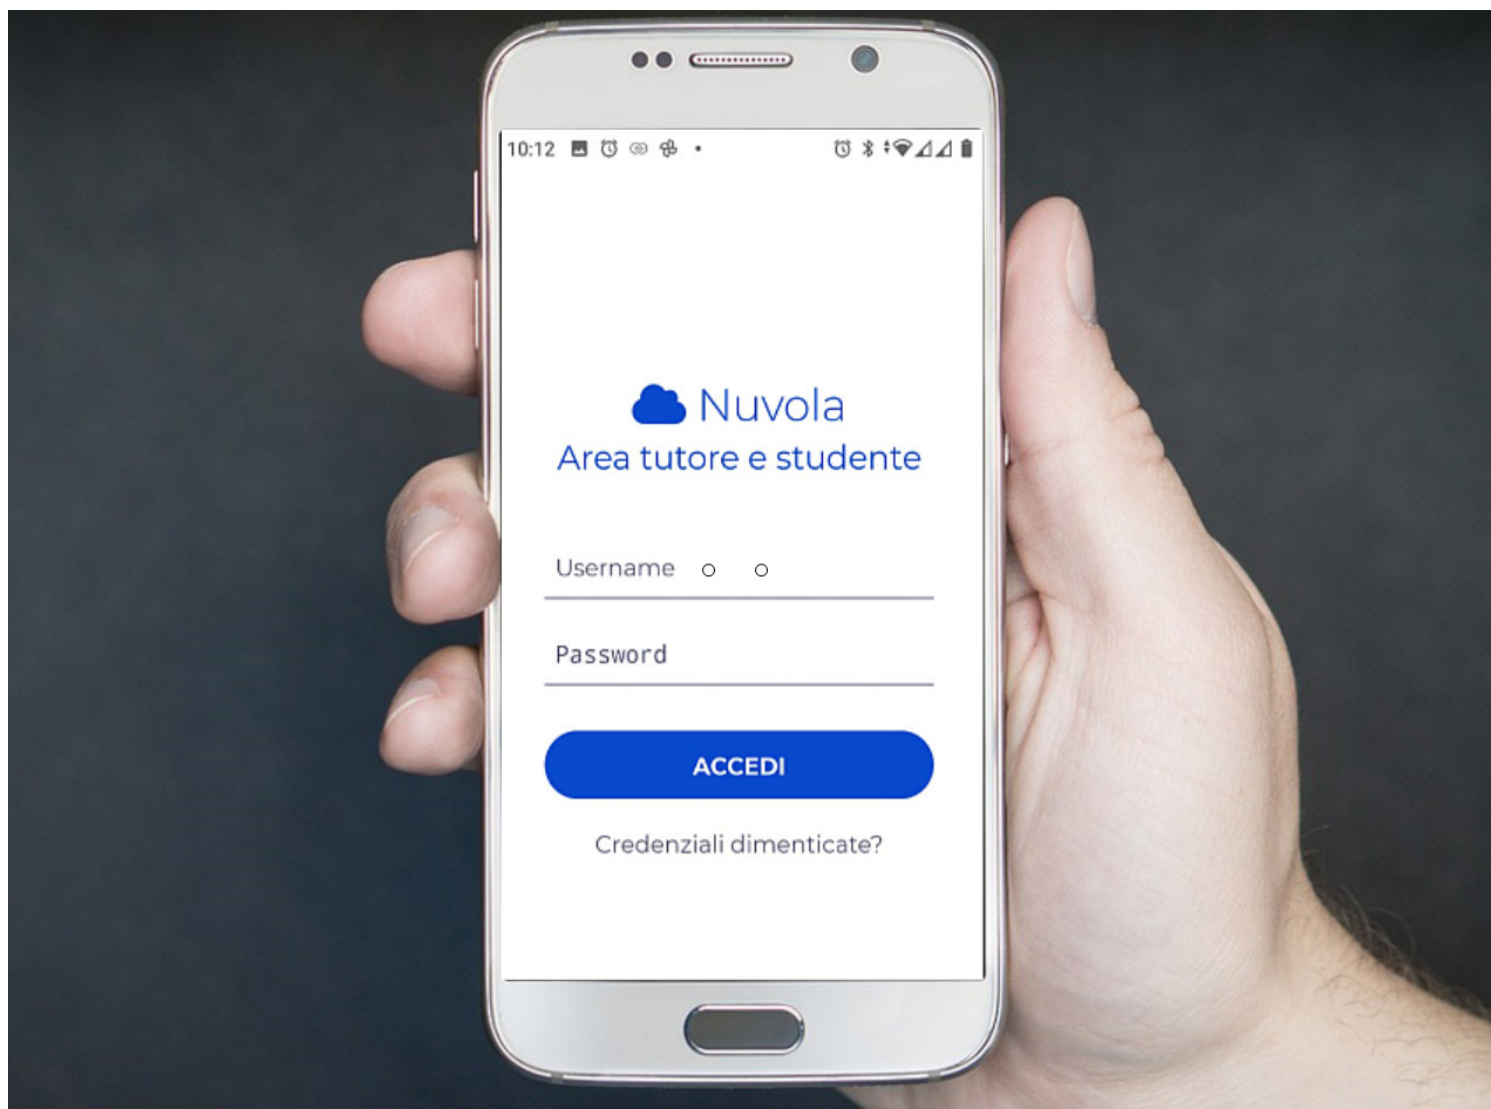 10:12
Nuvola
Area tutore e studente
Username
Password
ACCEDI
Credenziali dimenticate?